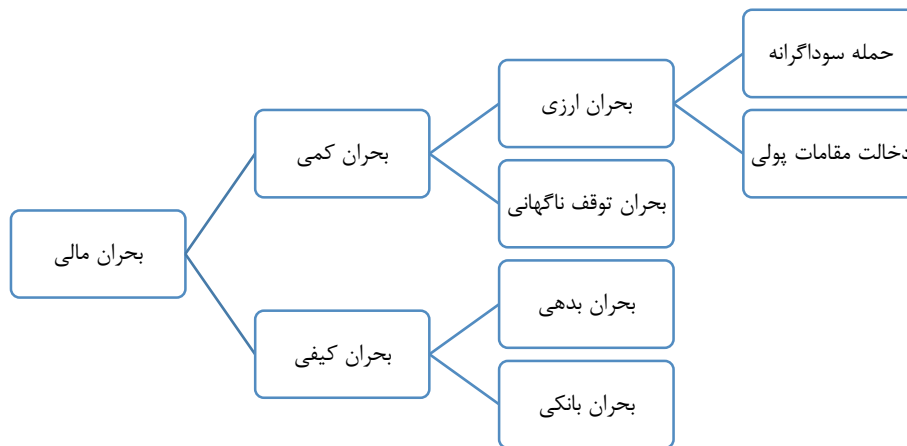 بحران مالی
بحران کمی
بحران ارزی
حمله سوداگرانه
دخالت مقامات پولی
بحران توقف ناگهانی
بحران کیفی
بحران بدهی
بحران بانکی